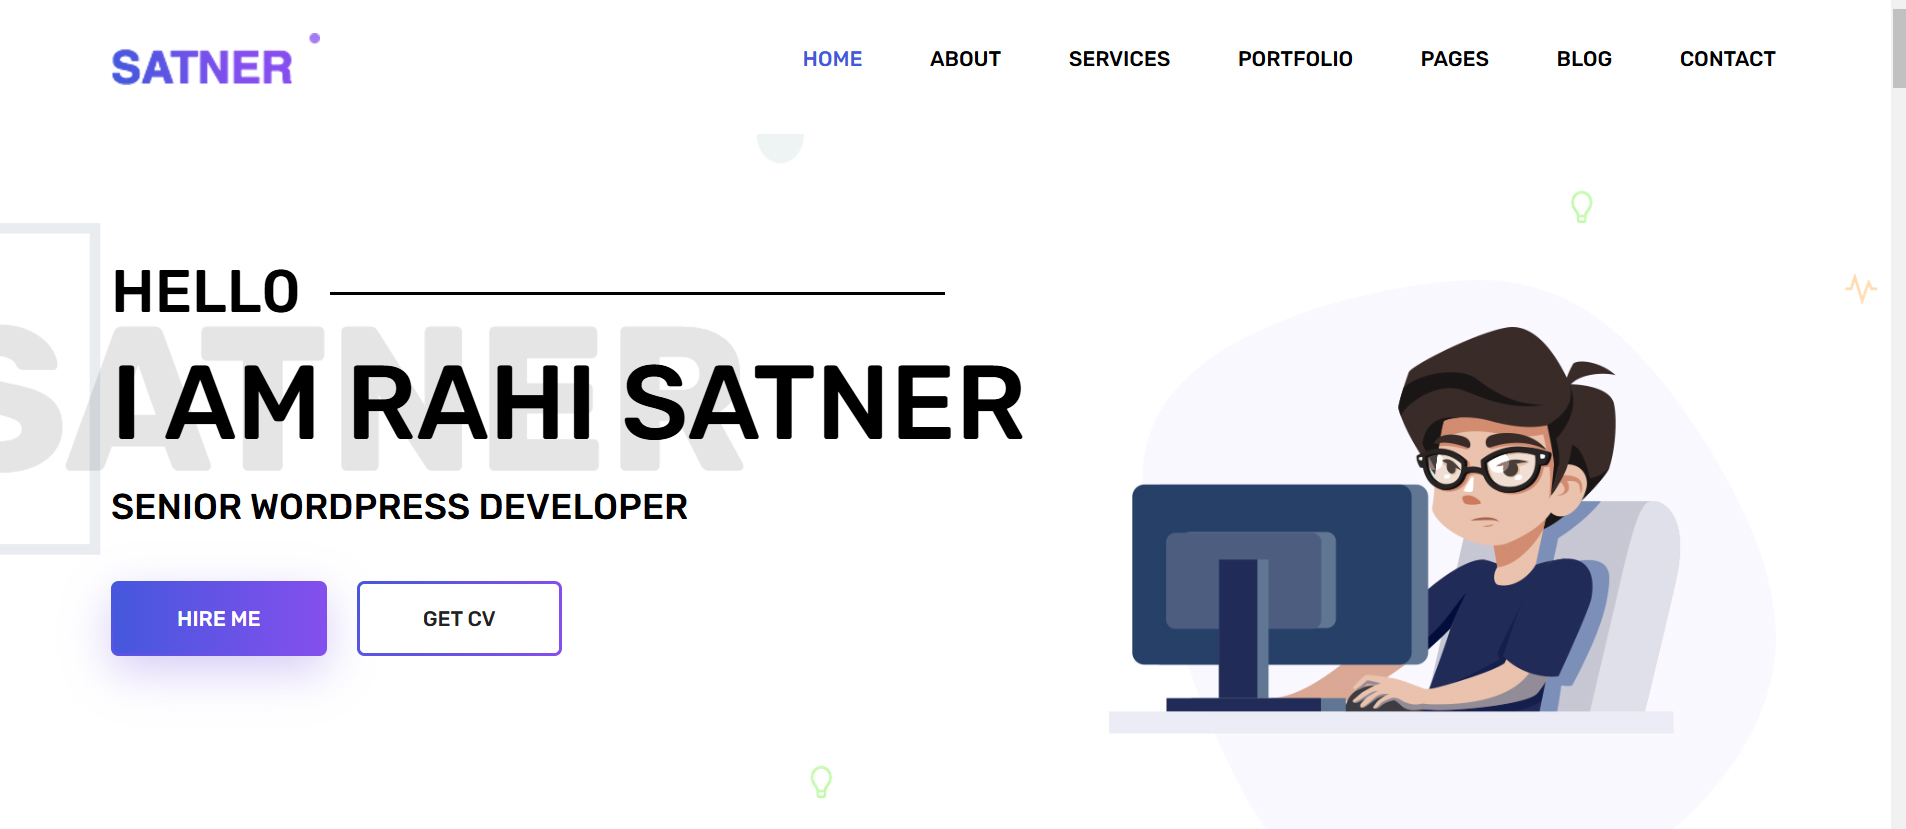 SATNER
HOME ABOUT SERVICES PORTFOLIO PAGES BLOG CONTACT
HELLO
SATNER
I AM RAHI SATNER
SENIOR WORDPRESS DEVELOPER
HIRE ME GET CV